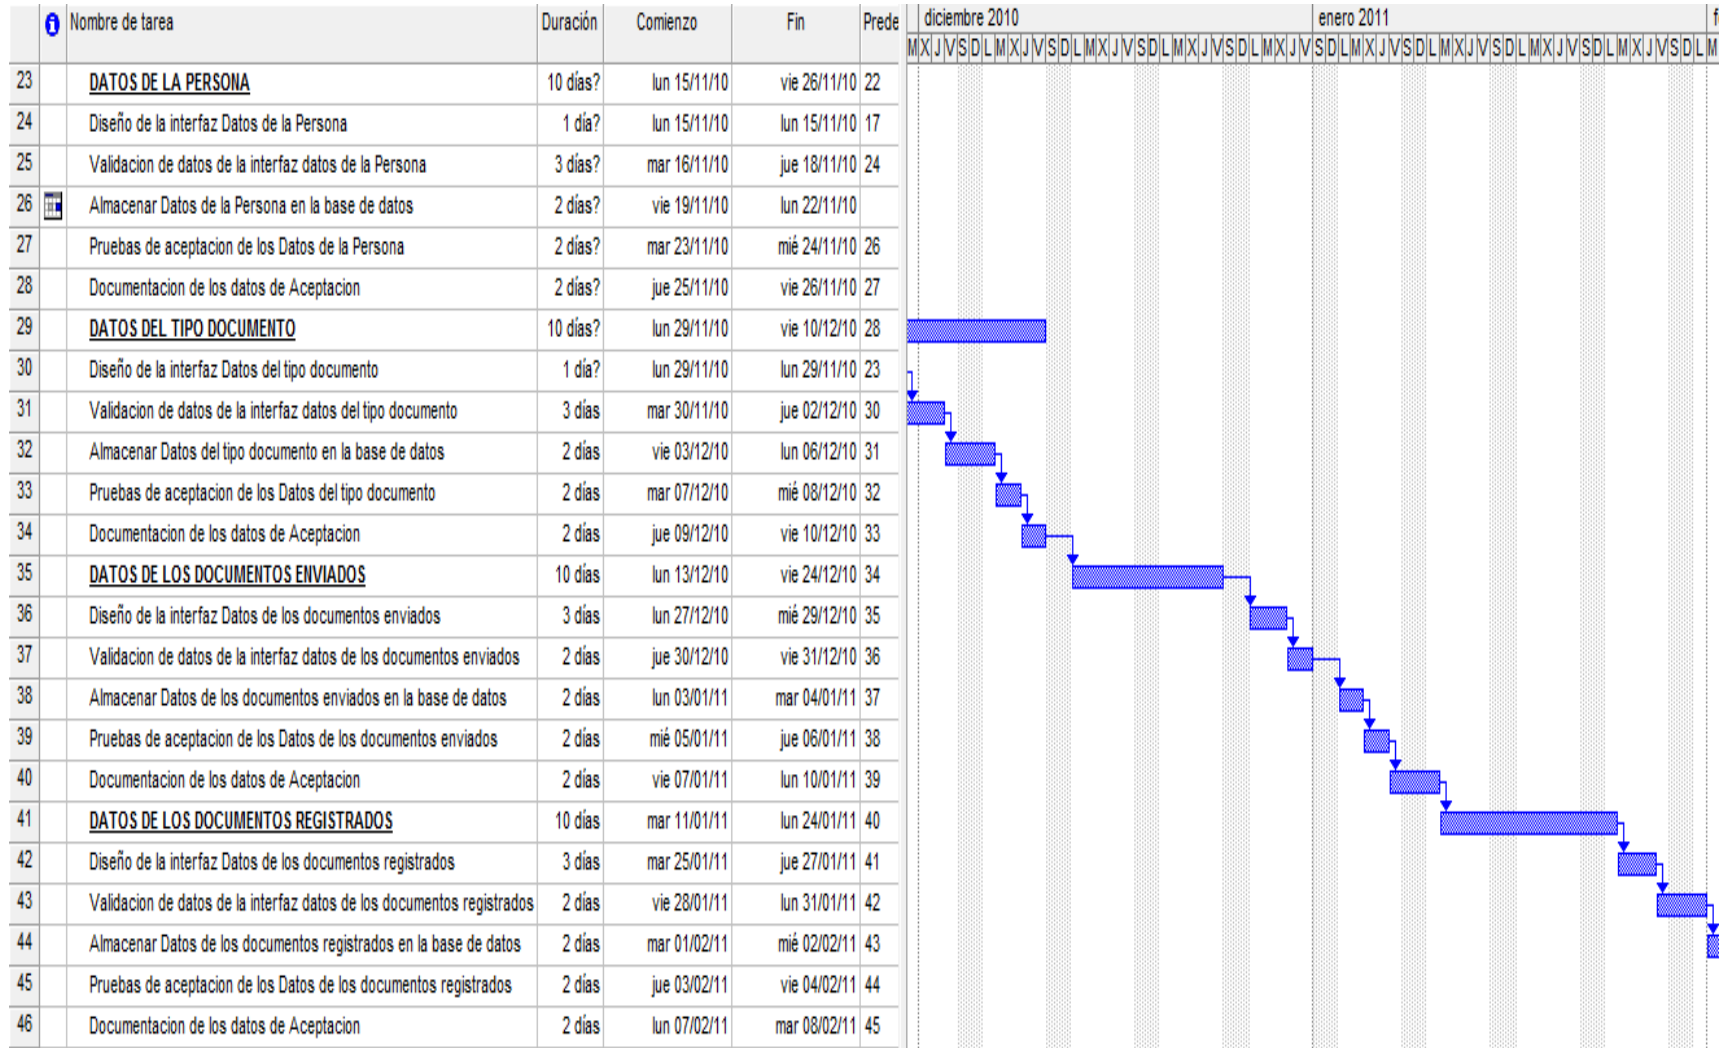 Nombre de tarea Duración Comienzo Fin Prede diciembre 2010 enero 2011 f
M X J V S D L M X J V S D L M X J V S D L M X J V S D L M X J V S D L M X J V S D L M X J V S D L M X J V S D L M X J V S D L M X J V S D L M
23 DATOS DE LA PERSONA 10 días? lun 15/11/10 vie 26/11/10 22
24 Diseño de la interfaz Datos de la Persona 1 día? lun 15/11/10 lun 15/11/10 17
25 Validacion de datos de la interfaz datos de la Persona 3 días? mar 16/11/10 jue 18/11/10 24
26 Almacenar Datos de la Persona en la base de datos 2 días? vie 19/11/10 lun 22/11/10
27 Pruebas de aceptacion de los Datos de la Persona 2 días? mar 23/11/10 mié 24/11/10 26
28 Documentacion de los datos de Aceptacion 2 días? jue 25/11/10 vie 26/11/10 27
29 DATOS DEL TIPO DOCUMENTO 10 días? lun 29/11/10 vie 10/12/10 28
30 Diseño de la interfaz Datos del tipo documento 1 día? lun 29/11/10 lun 29/11/10 23
31 Validacion de datos de la interfaz datos del tipo documento 3 días mar 30/11/10 jue 02/12/10 30
32 Almacenar Datos del tipo documento en la base de datos 2 días vie 03/12/10 lun 06/12/10 31
33 Pruebas de aceptacion de los Datos del tipo documento 2 días mar 07/12/10 mié 08/12/10 32
34 Documentacion de los datos de Aceptacion 2 días jue 09/12/10 vie 10/12/10 33
35 DATOS DE LOS DOCUMENTOS ENVIADOS 10 días lun 13/12/10 vie 24/12/10 34
36 Diseño de la interfaz Datos de los documentos enviados 3 días lun 27/12/10 mié 29/12/10 35
37 Validacion de datos de la interfaz datos de los documentos enviados 2 días jue 30/12/10 vie 31/12/10 36
38 Almacenar Datos de los documentos enviados en la base de datos 2 días lun 03/01/11 mar 04/01/11 37
39 Pruebas de aceptacion de los Datos de los documentos enviados 2 días mié 05/01/11 jue 06/01/11 38
40 Documentacion de los datos de Aceptacion 2 días vie 07/01/11 lun 10/01/11 39
41 DATOS DE LOS DOCUMENTOS REGISTRADOS 10 días mar 11/01/11 lun 24/01/11 40
42 Diseño de la interfaz Datos de los documentos registrados 3 días mar 25/01/11 jue 27/01/11 41
43 Validacion de datos de la interfaz datos de los documentos registrados 2 días vie 28/01/11 lun 31/01/11 42
44 Almacenar Datos de los documentos registrados en la base de datos 2 días mar 01/02/11 mié 02/02/11 43
45 Pruebas de aceptacion de los Datos de los documentos registrados 2 días jue 03/02/11 vie 04/02/11 44
46 Documentacion de los datos de Aceptacion 2 días lun 07/02/11 mar 08/02/11 45